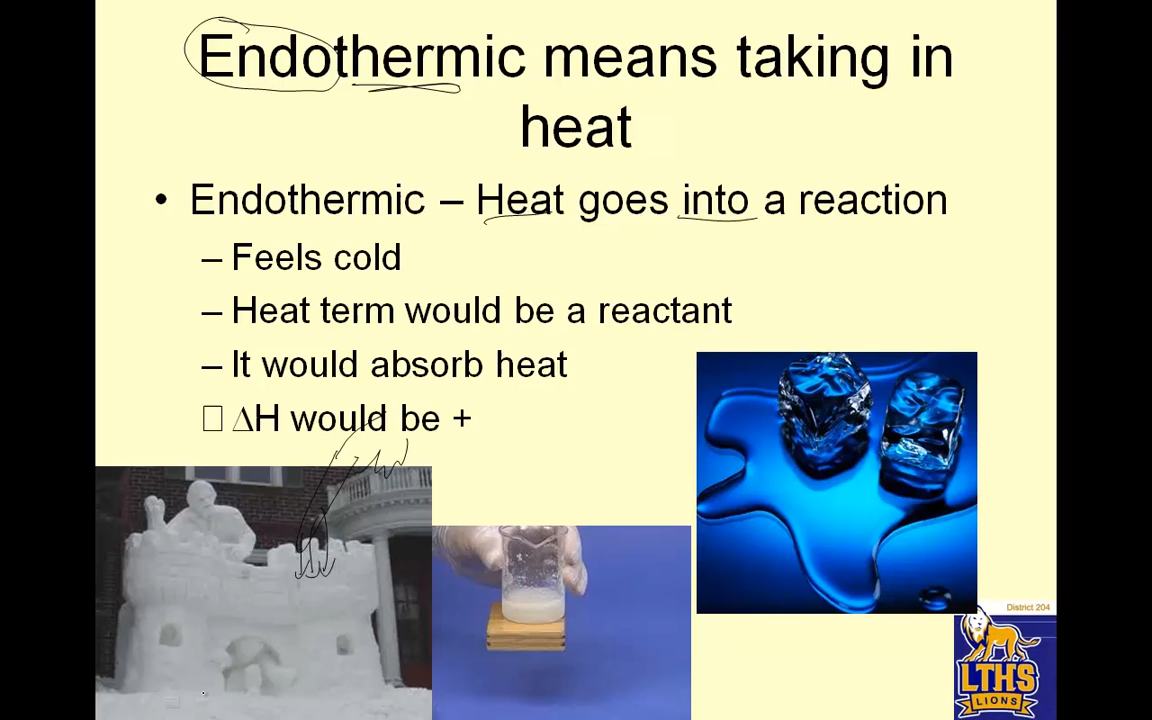 Endothermic means taking in
heat
• Endothermic – Heat goes into a reaction
– Feels cold
– Heat term would be a reactant
– It would absorb heat
□ ∆H would be +
District 204
LTHS
LIONS